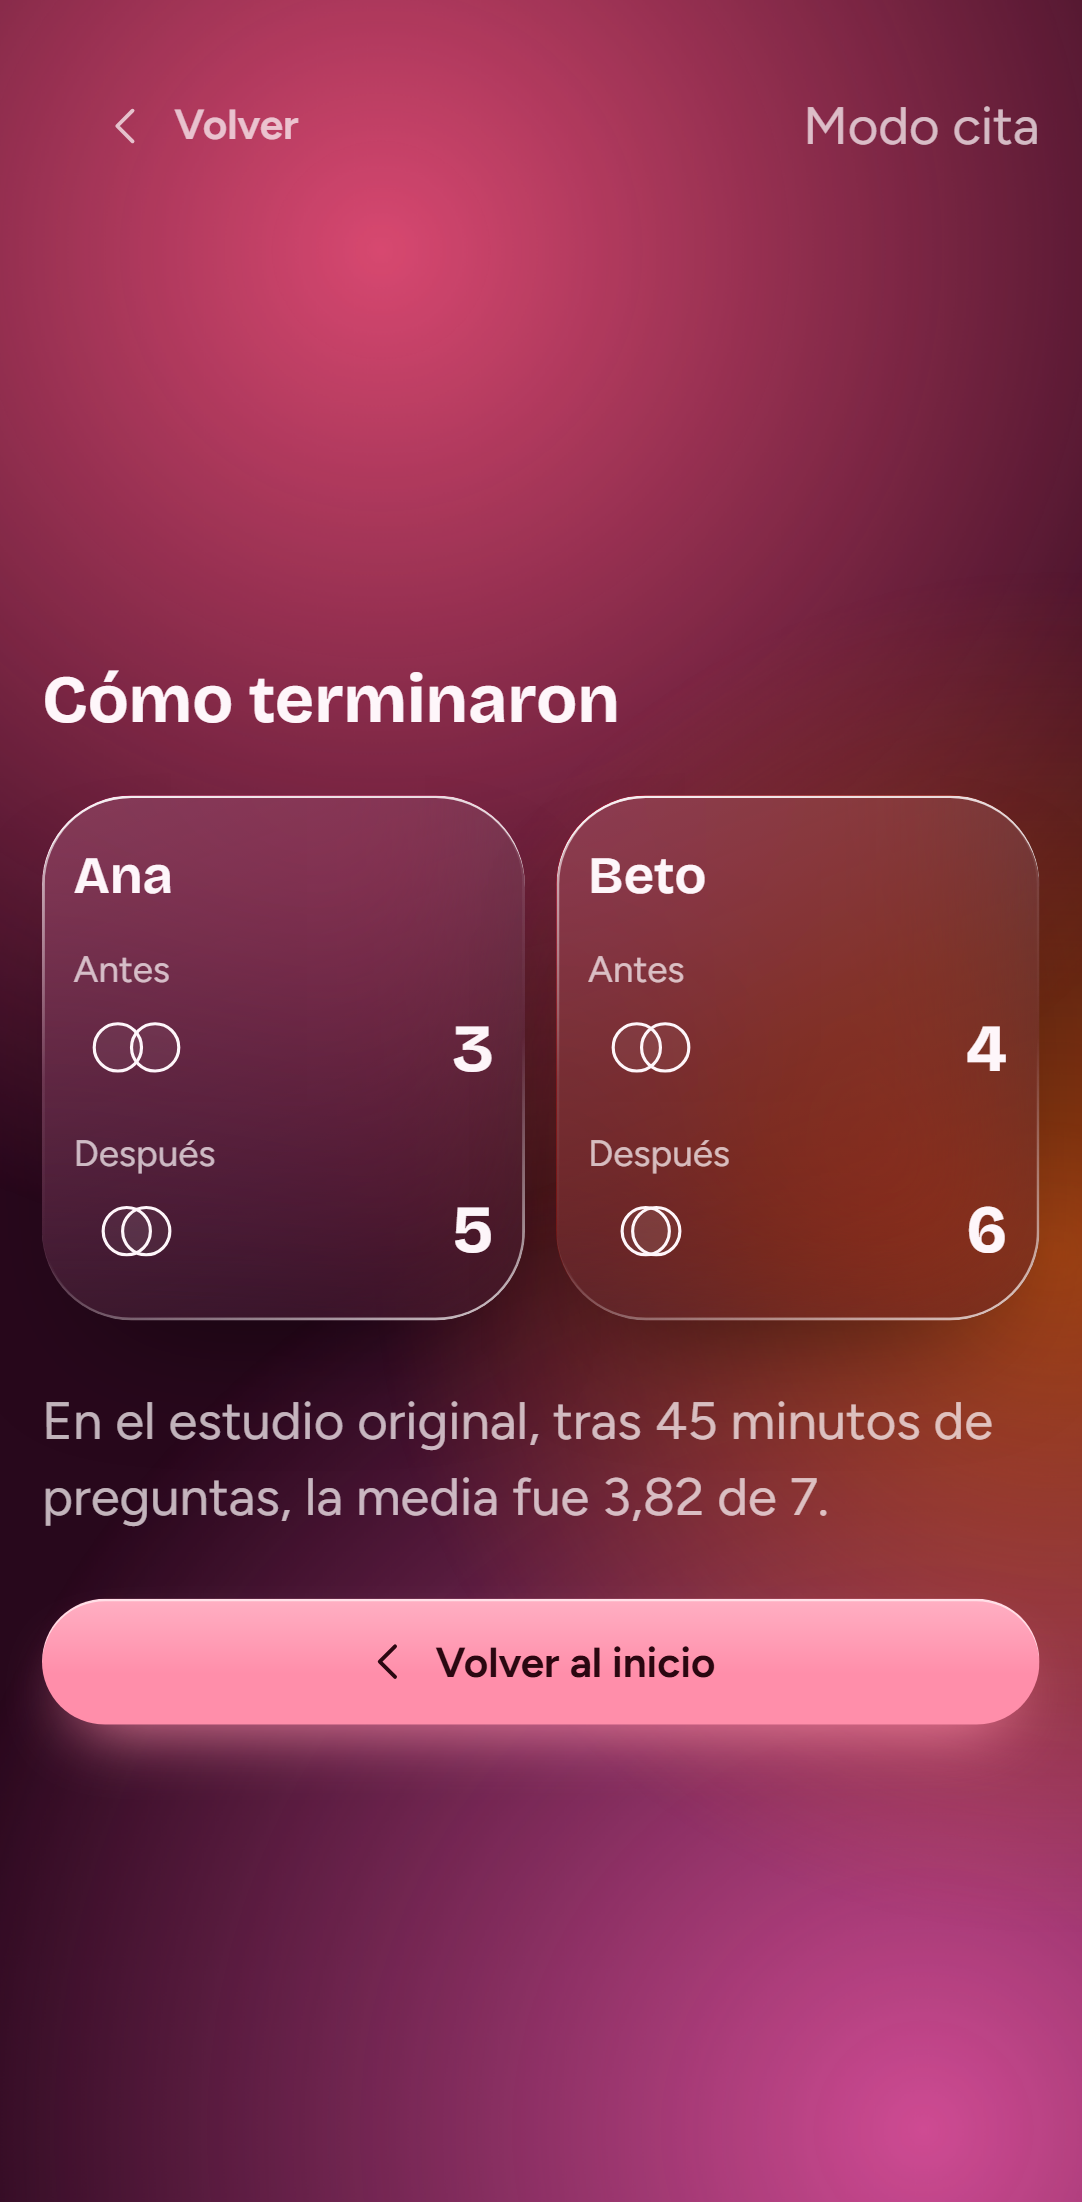 Volver
Modo cita
Cómo terminaron
Ana
Antes
3
Después
5
Beto
Antes
4
Después
6
En el estudio original, tras 45 minutos de
preguntas, la media fue 3,82 de 7.
Volver al inicio